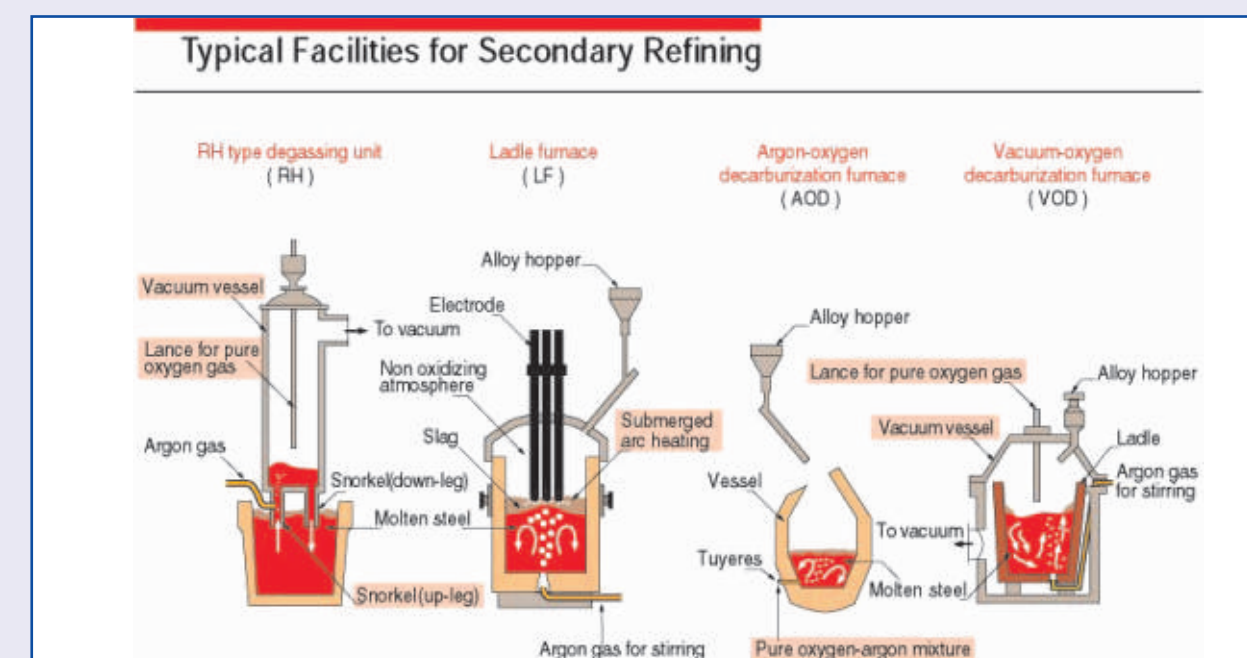 Typical Facilities for Secondary Refining
RH type degassing unit
( RH )
Ladle furnace
( LF )
Argon-oxygen
decarburization furnace
( AOD )
Vacuum-oxygen
decarburization furnace
( VOD )
Vacuum vessel
To vacuum
Lance for pure
oxygen gas
Argon gas
Snorkel(down-leg)
Molten steel
Snorkel(up-leg)
Alloy hopper
Electrode
Non oxidizing
atmosphere
Slag
Submerged
arc heating
Argon gas for stirring
Alloy hopper
Vessel
Tuyeres
Molten steel
Pure oxygen-argon mixture
Lance for pure oxygen gas
Alloy hopper
Vacuum vessel
Ladle
Argon gas
for stirring
To vacuum